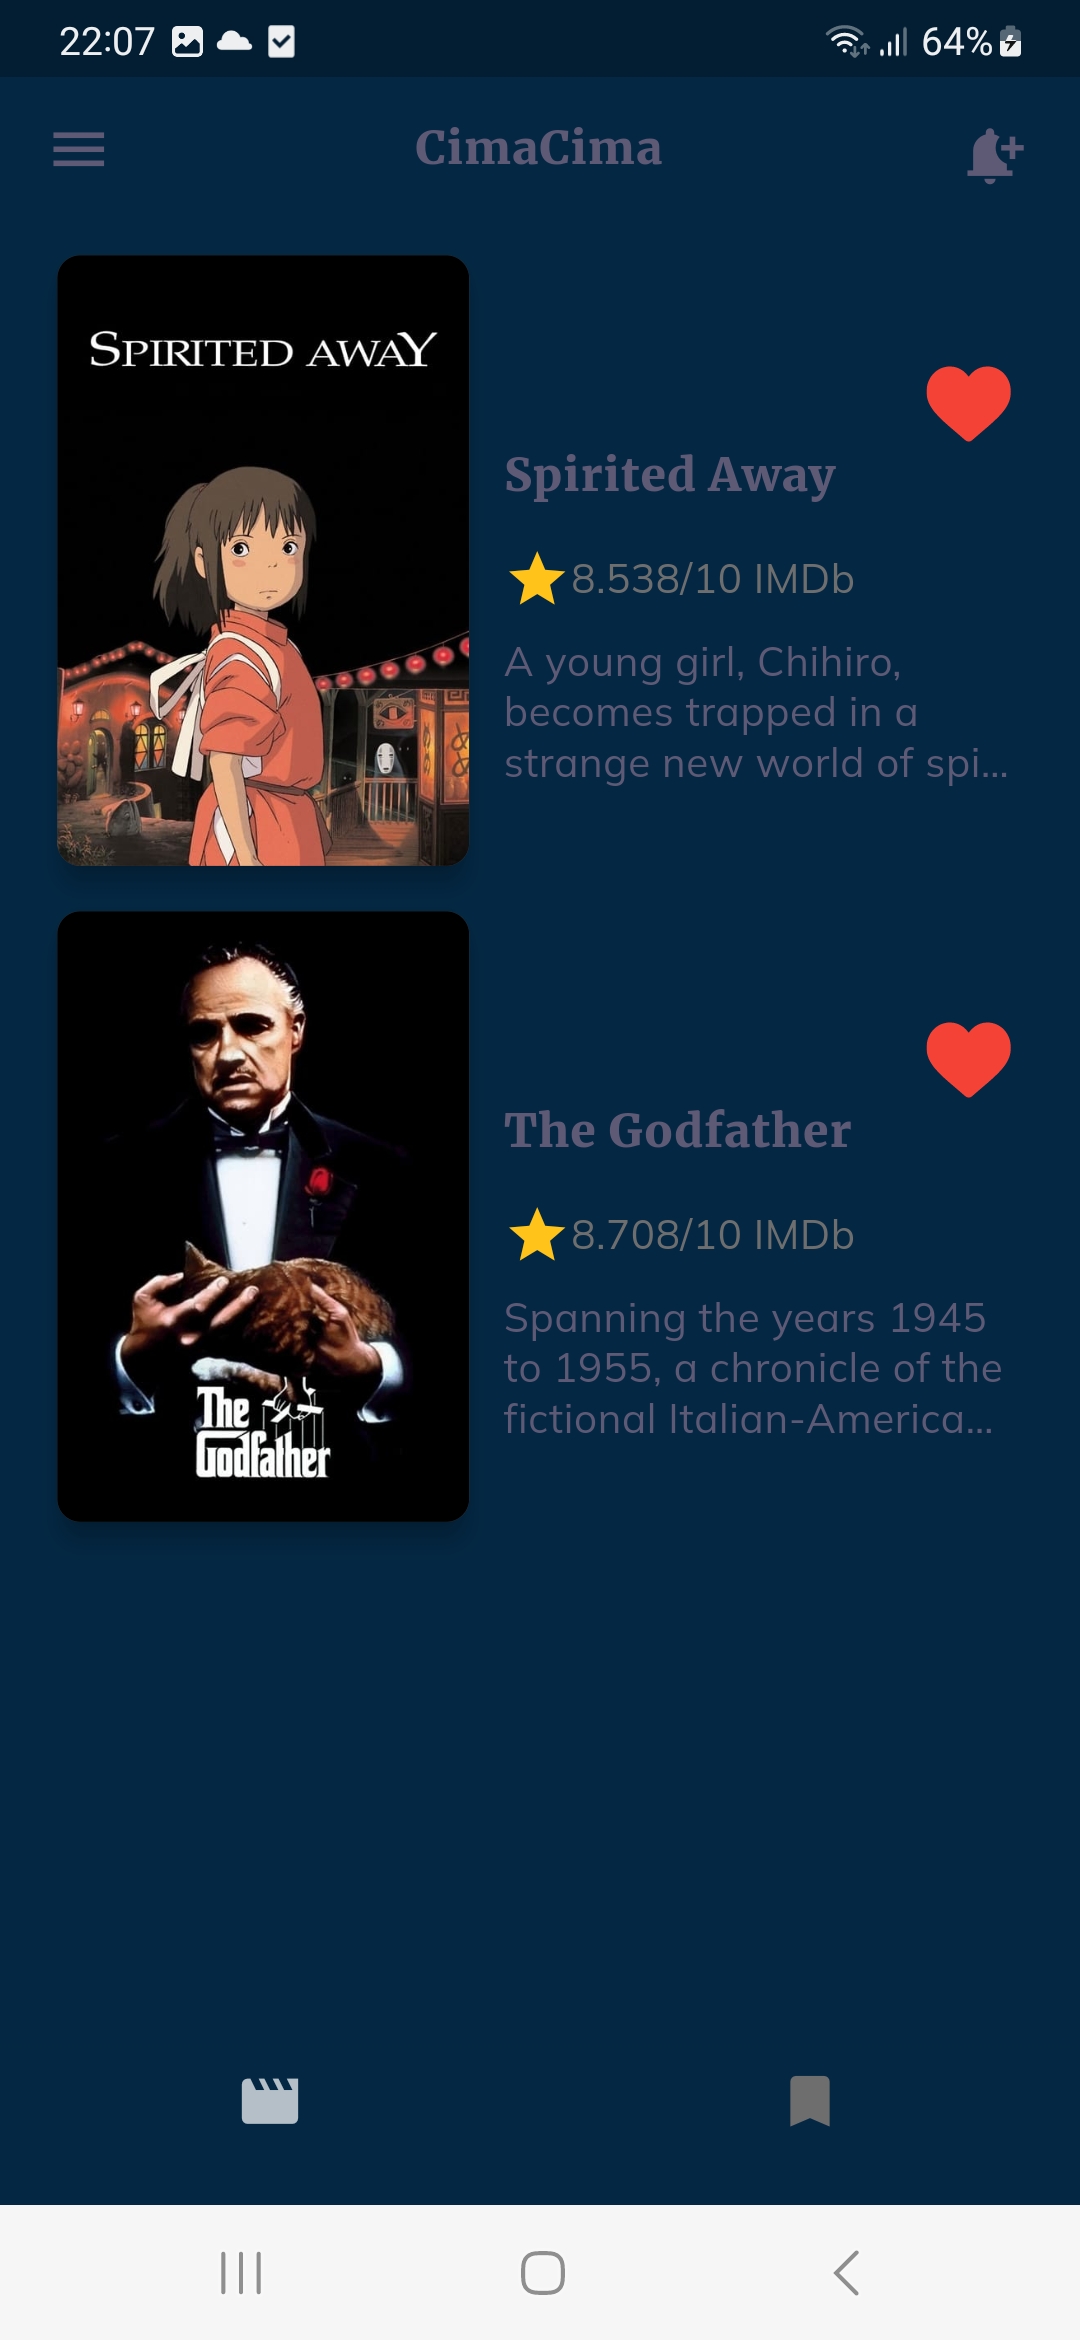 22:07
64%
CimaCima
SPIRITED AWAY
Spirited Away
8.538/10 IMDb
A young girl, Chihiro,
becomes trapped in a
strange new world of spi...
The Godfather
8.708/10 IMDb
Spanning the years 1945
to 1955, a chronicle of the
fictional Italian-America...
The
Godfather